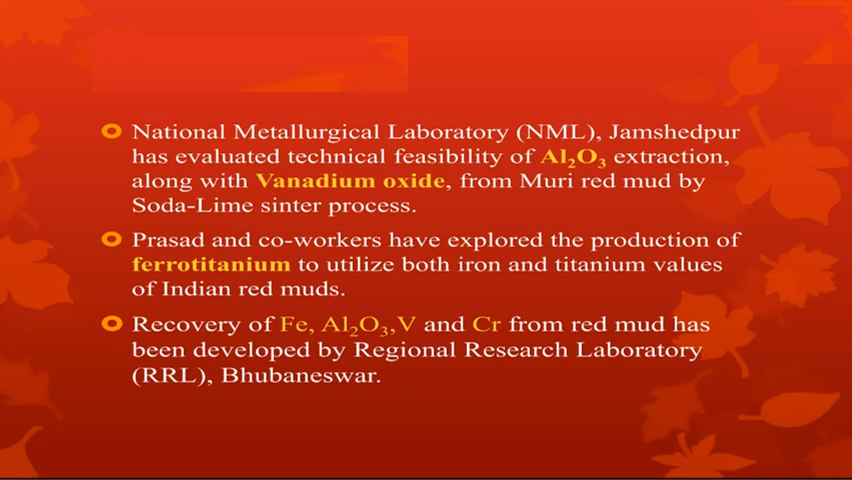 National Metallurgical Laboratory (NML), Jamshedpur
has evaluated technical feasibility of Al₂O₃ extraction,
along with Vanadium oxide, from Muri red mud by
Soda-Lime sinter process.
Prasad and co-workers have explored the production of
ferrotitanium to utilize both iron and titanium values
of Indian red muds.
Recovery of Fe, Al₂O₃,V and Cr from red mud has
been developed by Regional Research Laboratory
(RRL), Bhubaneswar.